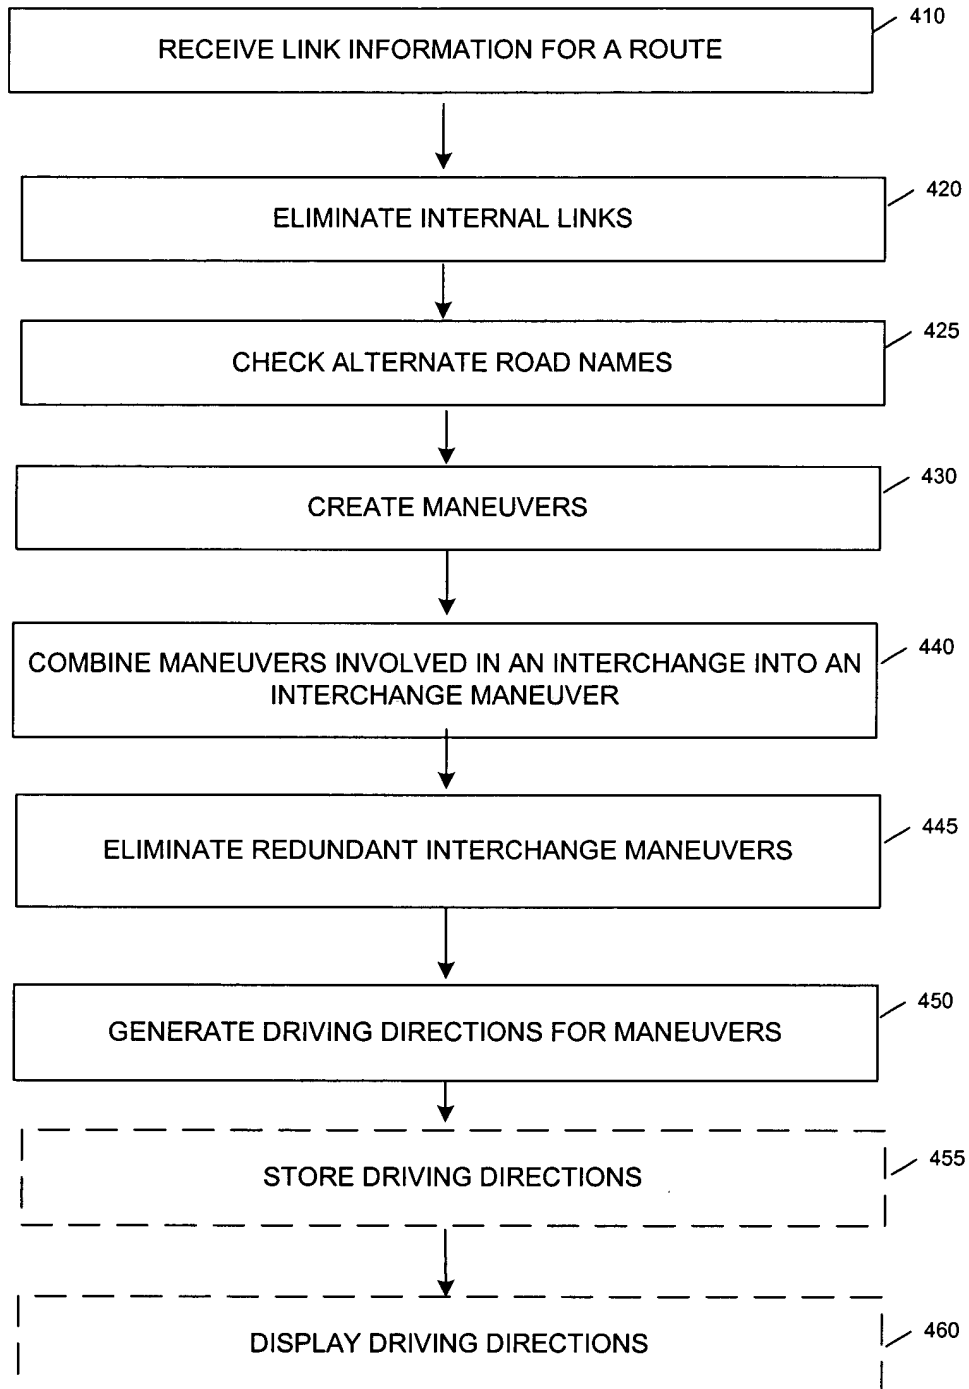 410
RECEIVE LINK INFORMATION FOR A ROUTE
420
ELIMINATE INTERNAL LINKS
425
CHECK ALTERNATE ROAD NAMES
430
CREATE MANEUVERS
440
COMBINE MANEUVERS INVOLVED IN AN INTERCHANGE INTO AN
INTERCHANGE MANEUVER
445
ELIMINATE REDUNDANT INTERCHANGE MANEUVERS
450
GENERATE DRIVING DIRECTIONS FOR MANEUVERS
455
STORE DRIVING DIRECTIONS
460
DISPLAY DRIVING DIRECTIONS